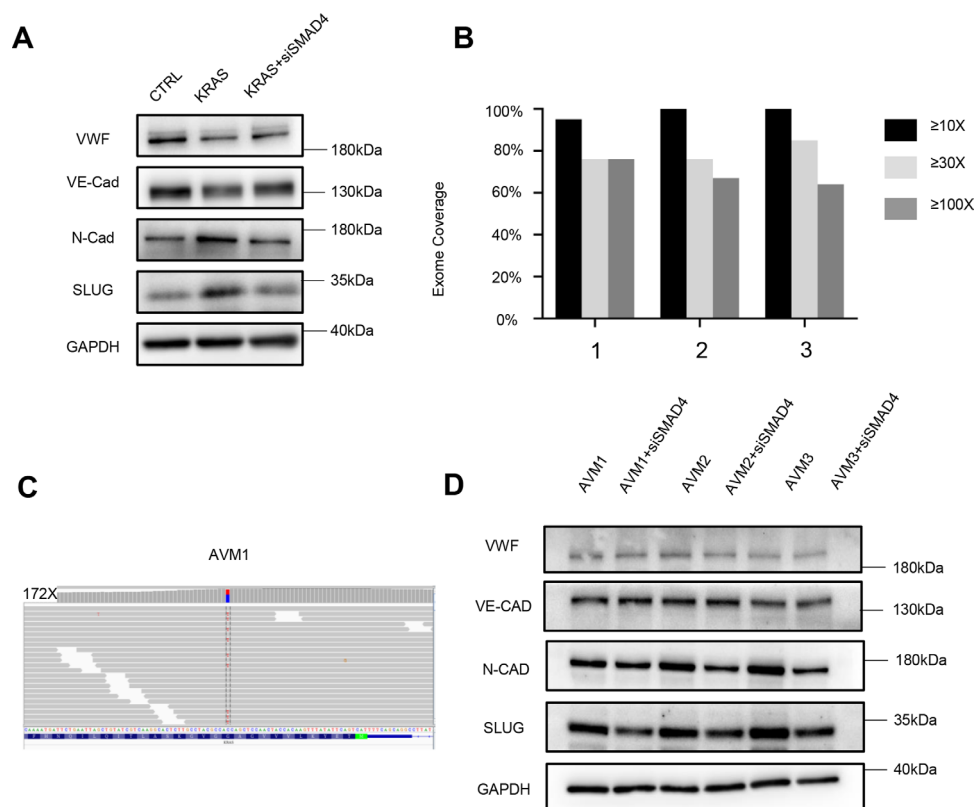 A
CTRL
KRAS
KRAS+siSMAD4
VWF
180kDa
VE-Cad
130kDa
N-Cad
180kDa
SLUG
35kDa
GAPDH
40kDa
B
Exome Coverage
100%
80%
60%
40%
20%
0%
1 2 3
≥10X
≥30X
≥100X
C
AVM1
172X
D
AVM1
AVM1+siSMAD4
AVM2
AVM2+siSMAD4
AVM3
AVM3+siSMAD4
VWF
180kDa
VE-CAD
130kDa
N-CAD
180kDa
SLUG
35kDa
GAPDH
40kDa